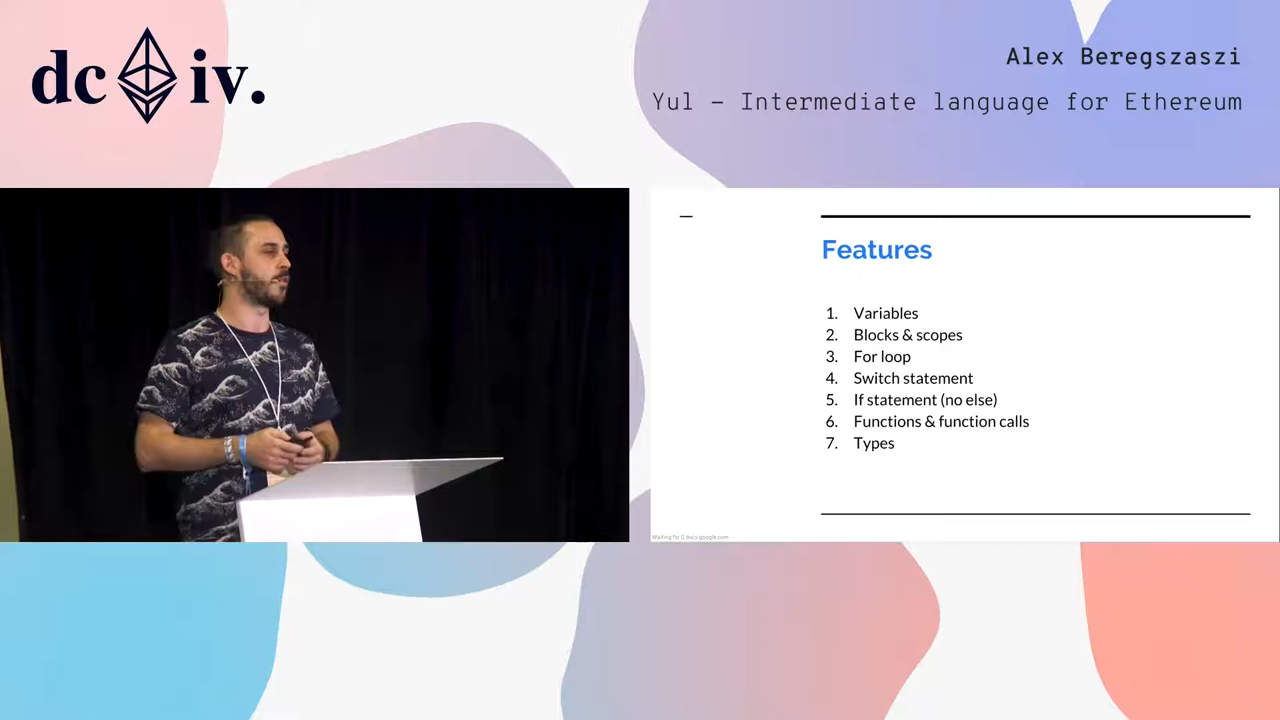 dc iv.
Alex Beregszaszi
Yul – Intermediate language for Ethereum
Features
1. Variables
2. Blocks & scopes
3. For loop
4. Switch statement
5. If statement (no else)
6. Functions & function calls
7. Types